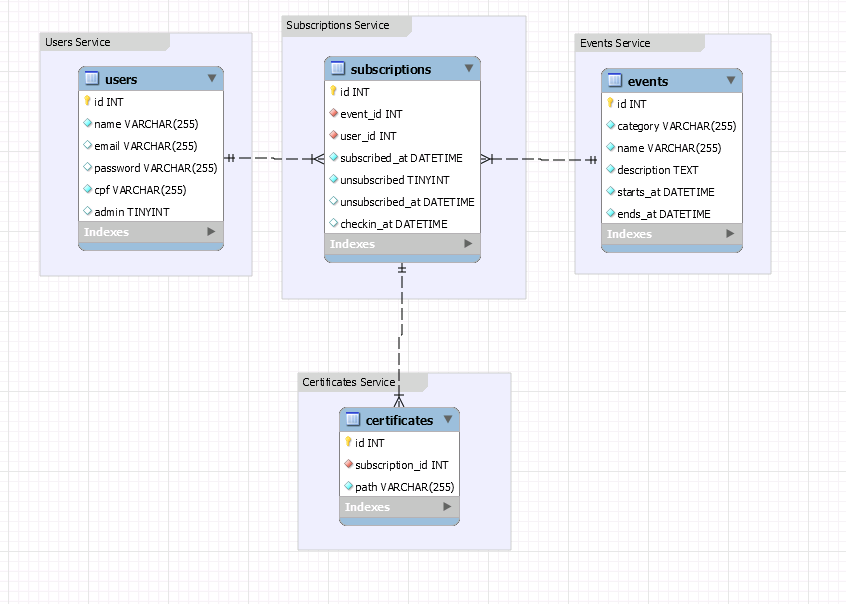 Users Service
users
id INT
name VARCHAR(255)
email VARCHAR(255)
password VARCHAR(255)
cpf VARCHAR(255)
admin TINYINT
Indexes
Subscriptions Service
subscriptions
id INT
event_id INT
user_id INT
subscribed_at DATETIME
unsubscribed TINYINT
unsubscribed_at DATETIME
checkin_at DATETIME
Indexes
Events Service
events
id INT
category VARCHAR(255)
name VARCHAR(255)
description TEXT
starts_at DATETIME
ends_at DATETIME
Indexes
Certificates Service
certificates
id INT
subscription_id INT
path VARCHAR(255)
Indexes